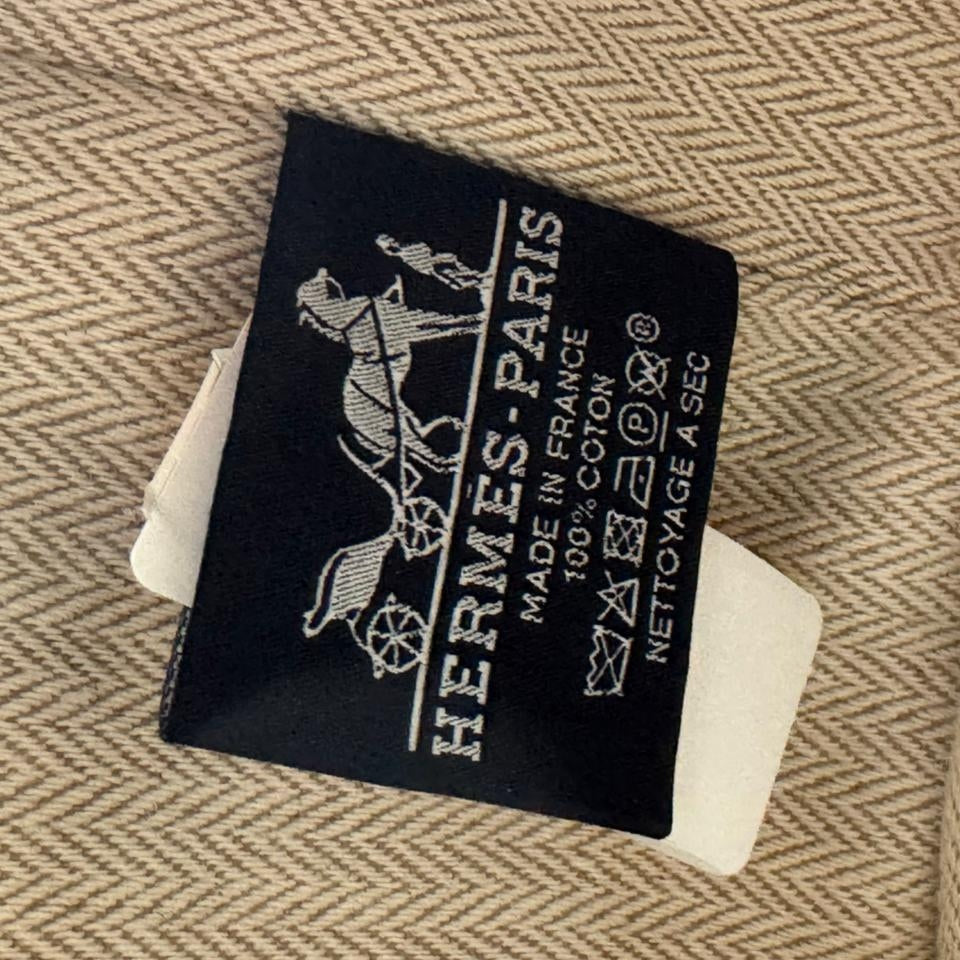 HERMÈS-PARIS
MADE IN FRANCE
100% COTON
P W ®
NETTOYAGE A SEC